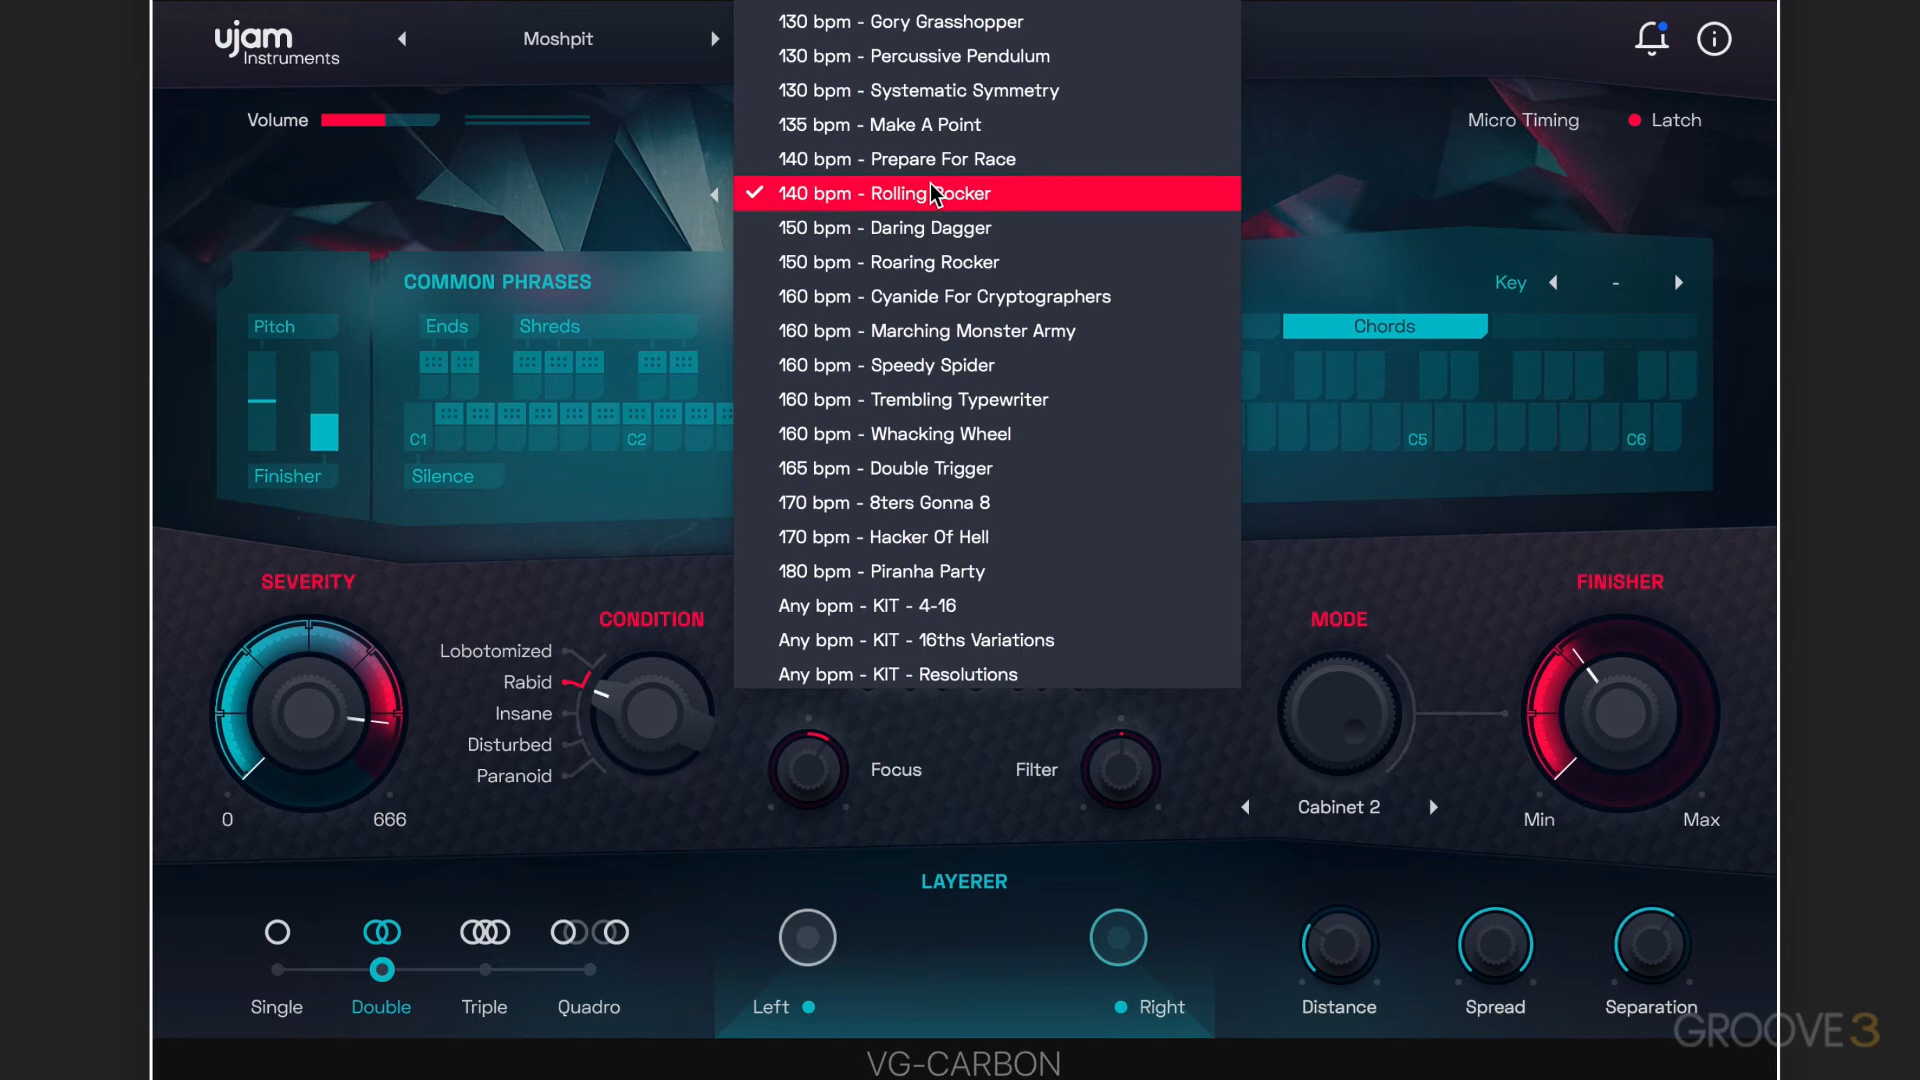 ujam
Instruments
Moshpit
Volume
Micro Timing
Latch
130 bpm - Gory Grasshopper
130 bpm - Percussive Pendulum
130 bpm - Systematic Symmetry
135 bpm - Make A Point
140 bpm - Prepare For Race
140 bpm - Rolling Rocker
150 bpm - Daring Dagger
150 bpm - Roaring Rocker
160 bpm - Cyanide For Cryptographers
160 bpm - Marching Monster Army
160 bpm - Speedy Spider
160 bpm - Trembling Typewriter
160 bpm - Whacking Wheel
165 bpm - Double Trigger
170 bpm - 8ters Gonna 8
170 bpm - Hacker Of Hell
180 bpm - Piranha Party
Any bpm - KIT - 4-16
Any bpm - KIT - 16ths Variations
Any bpm - KIT - Resolutions
COMMON PHRASES
Key -
Pitch
Ends Shreds
Chords
C1 C2 C5 C6
Finisher
Silence
SEVERITY
0 666
CONDITION
Lobotomized
Rabid
Insane
Disturbed
Paranoid
Focus
Filter
MODE
Cabinet 2
FINISHER
Min Max
LAYERER
Single Double Triple Quadro
Left
Right
Distance Spread Separation
GROOVE 3
VG-CARBON